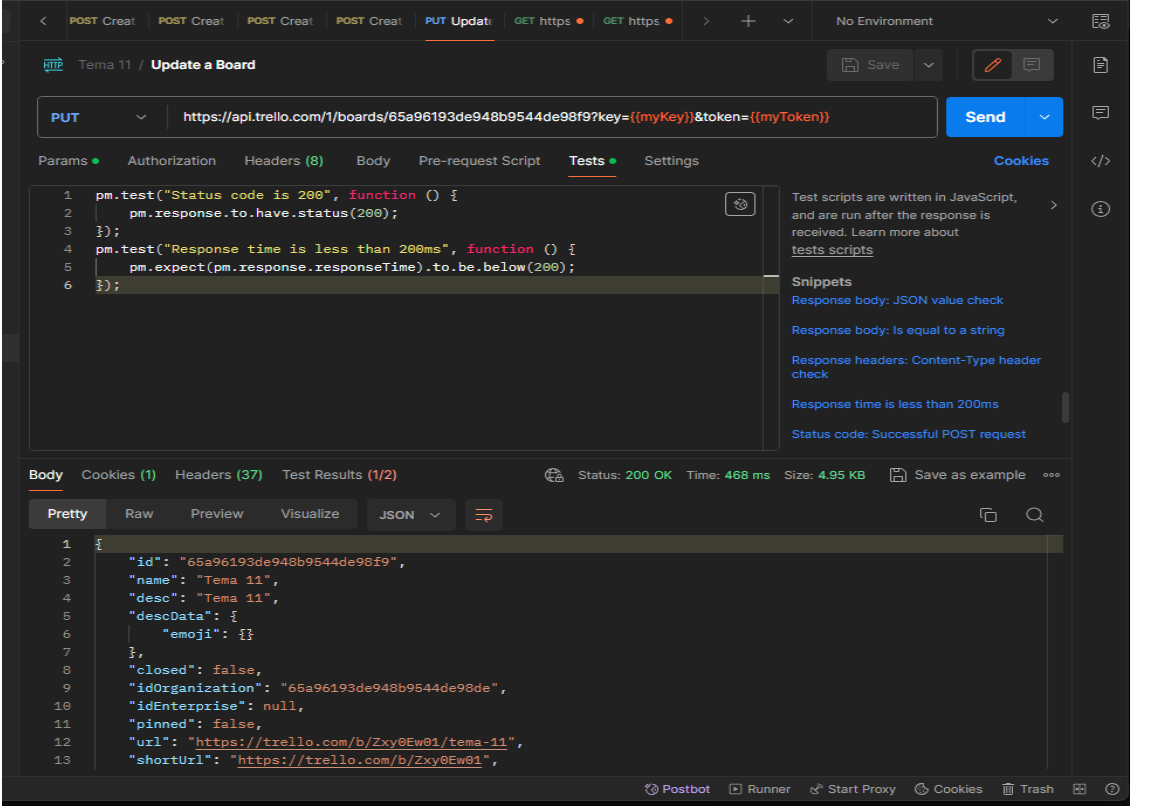 POST Creat POST Creat POST Creat POST Creat PUT Update GET https GET https No Environment
HTTP Tema 11 / Update a Board Save
PUT https://api.trello.com/1/boards/65a96193de948b9544de98f9?key={{myKey}}&token={{myToken}} Send
Params Authorization Headers (8) Body Pre-request Script Tests Settings Cookies
1 pm.test("Status code is 200", function () {
2 pm.response.to.have.status(200);
3 });
4 pm.test("Response time is less than 200ms", function () {
5 pm.expect(pm.response.responseTime).to.be.below(200);
6 });
Test scripts are written in JavaScript,
and are run after the response is
received. Learn more about
tests scripts
Snippets
Response body: JSON value check
Response body: Is equal to a string
Response headers: Content-Type header
check
Response time is less than 200ms
Status code: Successful POST request
Body Cookies (1) Headers (37) Test Results (1/2) Status: 200 OK Time: 468 ms Size: 4.95 KB Save as example
Pretty Raw Preview Visualize JSON
1 {
2 "id": "65a96193de948b9544de98f9",
3 "name": "Tema 11",
4 "desc": "Tema 11",
5 "descData": {
6 "emoji": {}
7 },
8 "closed": false,
9 "idOrganization": "65a96193de948b9544de98de",
10 "idEnterprise": null,
11 "pinned": false,
12 "url": "https://trello.com/b/Zxy0Ew01/tema-11",
13 "shortUrl": "https://trello.com/b/Zxy0Ew01",
Postbot Runner Start Proxy Cookies Trash